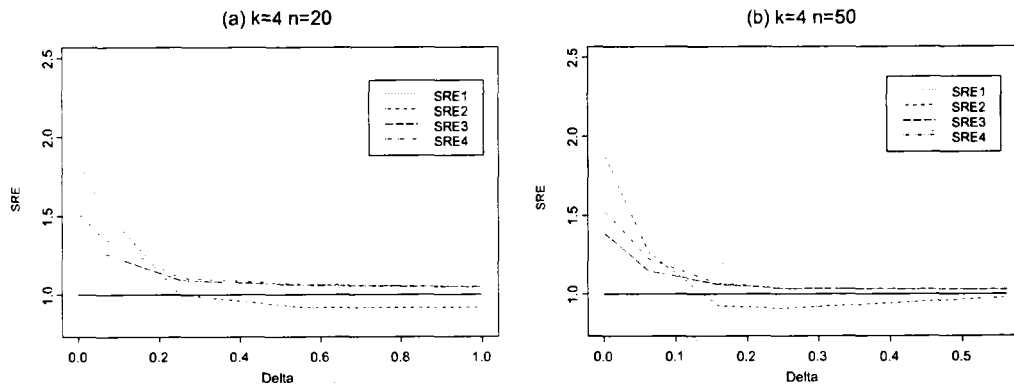 (a) k=4 n=20
SRE
2.5
2.0
1.5
1.0
SRE1
SRE2
SRE3
SRE4
0.0 0.2 0.4 0.6 0.8 1.0
Delta
(b) k=4 n=50
SRE
2.5
2.0
1.5
1.0
SRE1
SRE2
SRE3
SRE4
0.0 0.1 0.2 0.3 0.4 0.5
Delta